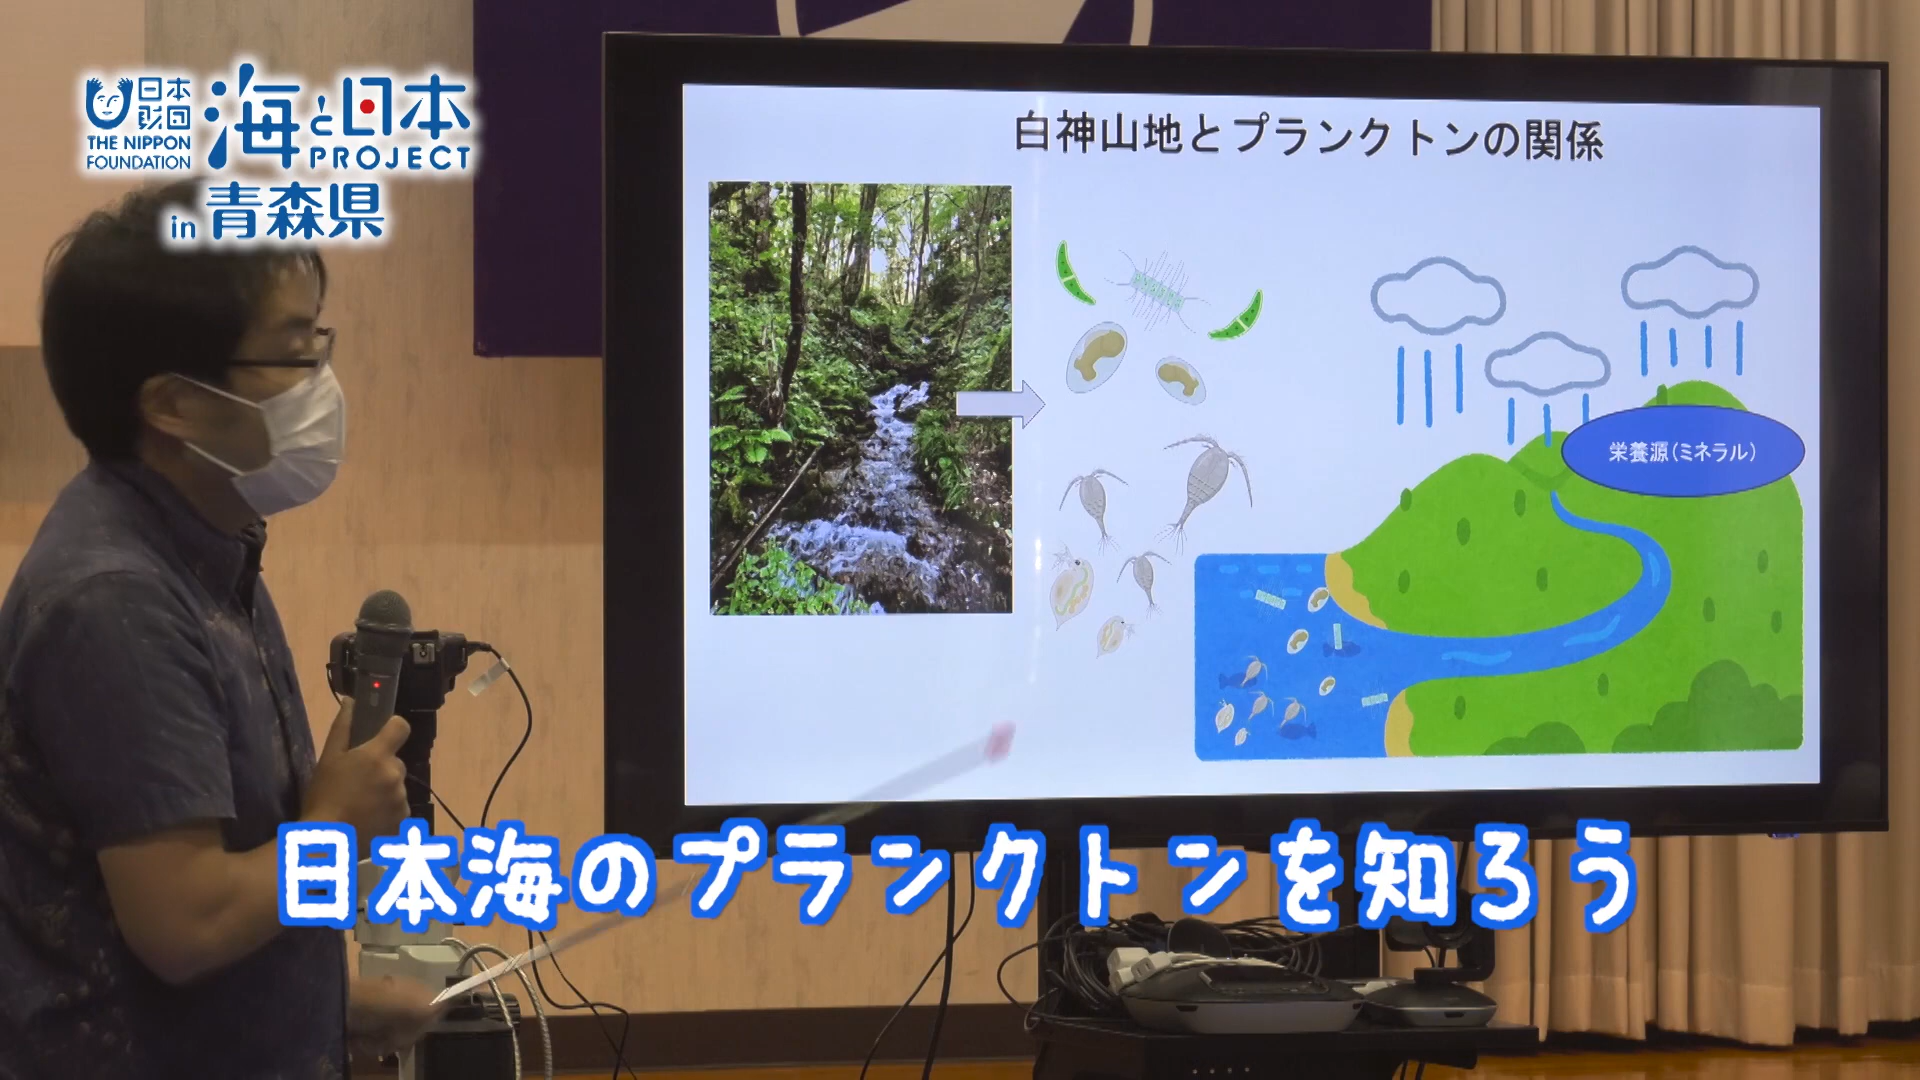 日本
財団
THE NIPPON
FOUNDATION
海と日本
PROJECT
in 青森県
白神山地とプランクトンの関係
栄養源(ミネラル)
日本海のプランクトンを知ろう